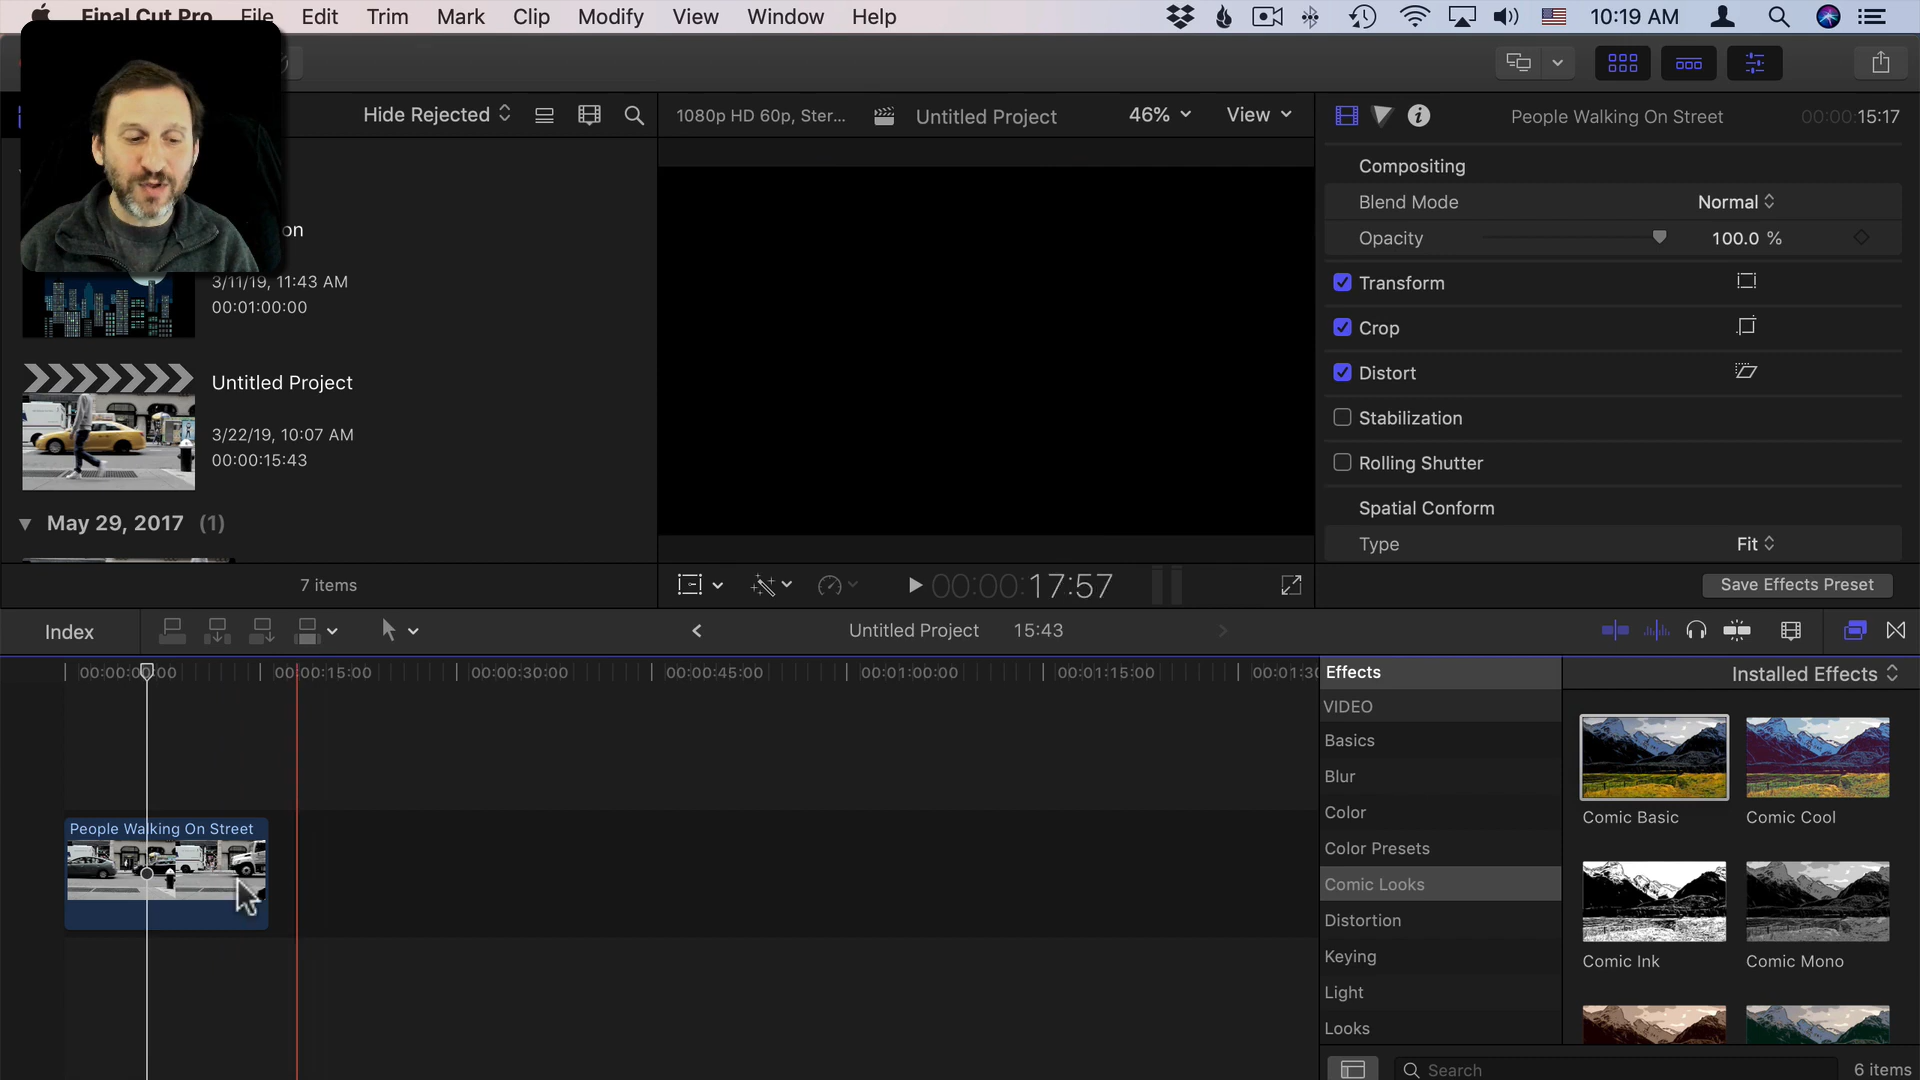 Final Cut Pro File Edit Trim Mark Clip Modify View Window Help 10:19 AM
Hide Rejected
on
3/11/19, 11:43 AM
00:01:00:00
Untitled Project
3/22/19, 10:07 AM
00:00:15:43
May 29, 2017 (1)
7 items
1080p HD 60p, Ster... Untitled Project 46% View
00:00:17:57
People Walking On Street 00:00:15:17
Compositing
Blend Mode Normal
Opacity 100.0 %
Transform
Crop
Distort
Stabilization
Rolling Shutter
Spatial Conform
Type Fit
Save Effects Preset
Index Untitled Project 15:43
00:00:00:00 00:00:15:00 00:00:30:00 00:00:45:00 00:01:00:00 00:01:15:00 00:01:30
People Walking On Street
Effects
VIDEO
Basics
Blur
Color
Color Presets
Comic Looks
Distortion
Keying
Light
Looks
Installed Effects
Comic Basic Comic Cool
Comic Ink Comic Mono
Search 6 items